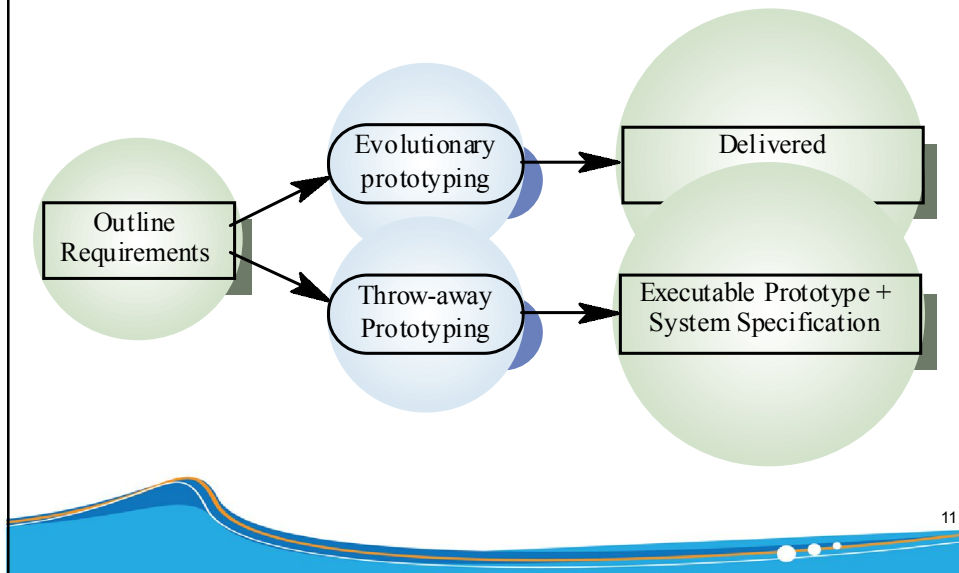 Outline
Requirements
Evolutionary
prototyping
Delivered
Throw-away
Prototyping
Executable Prototype +
System Specification
11